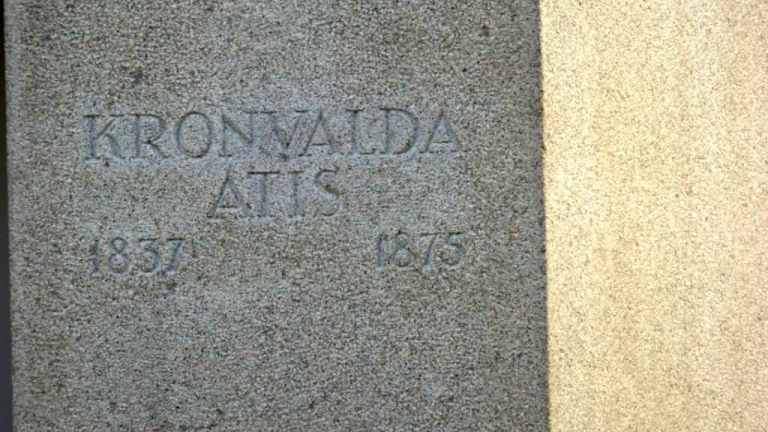 KRONVALDA
ATIS
1837 1875